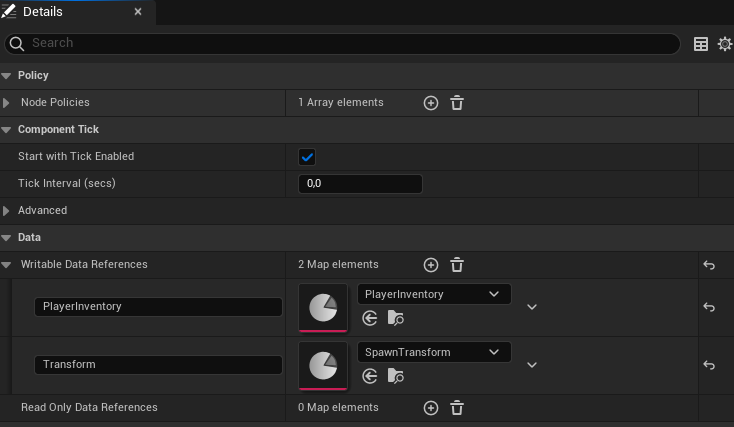 Details
Search
Policy
Node Policies 1 Array elements
Component Tick
Start with Tick Enabled
Tick Interval (secs) 0,0
Advanced
Data
Writable Data References 2 Map elements
PlayerInventory PlayerInventory
Transform SpawnTransform
Read Only Data References 0 Map elements